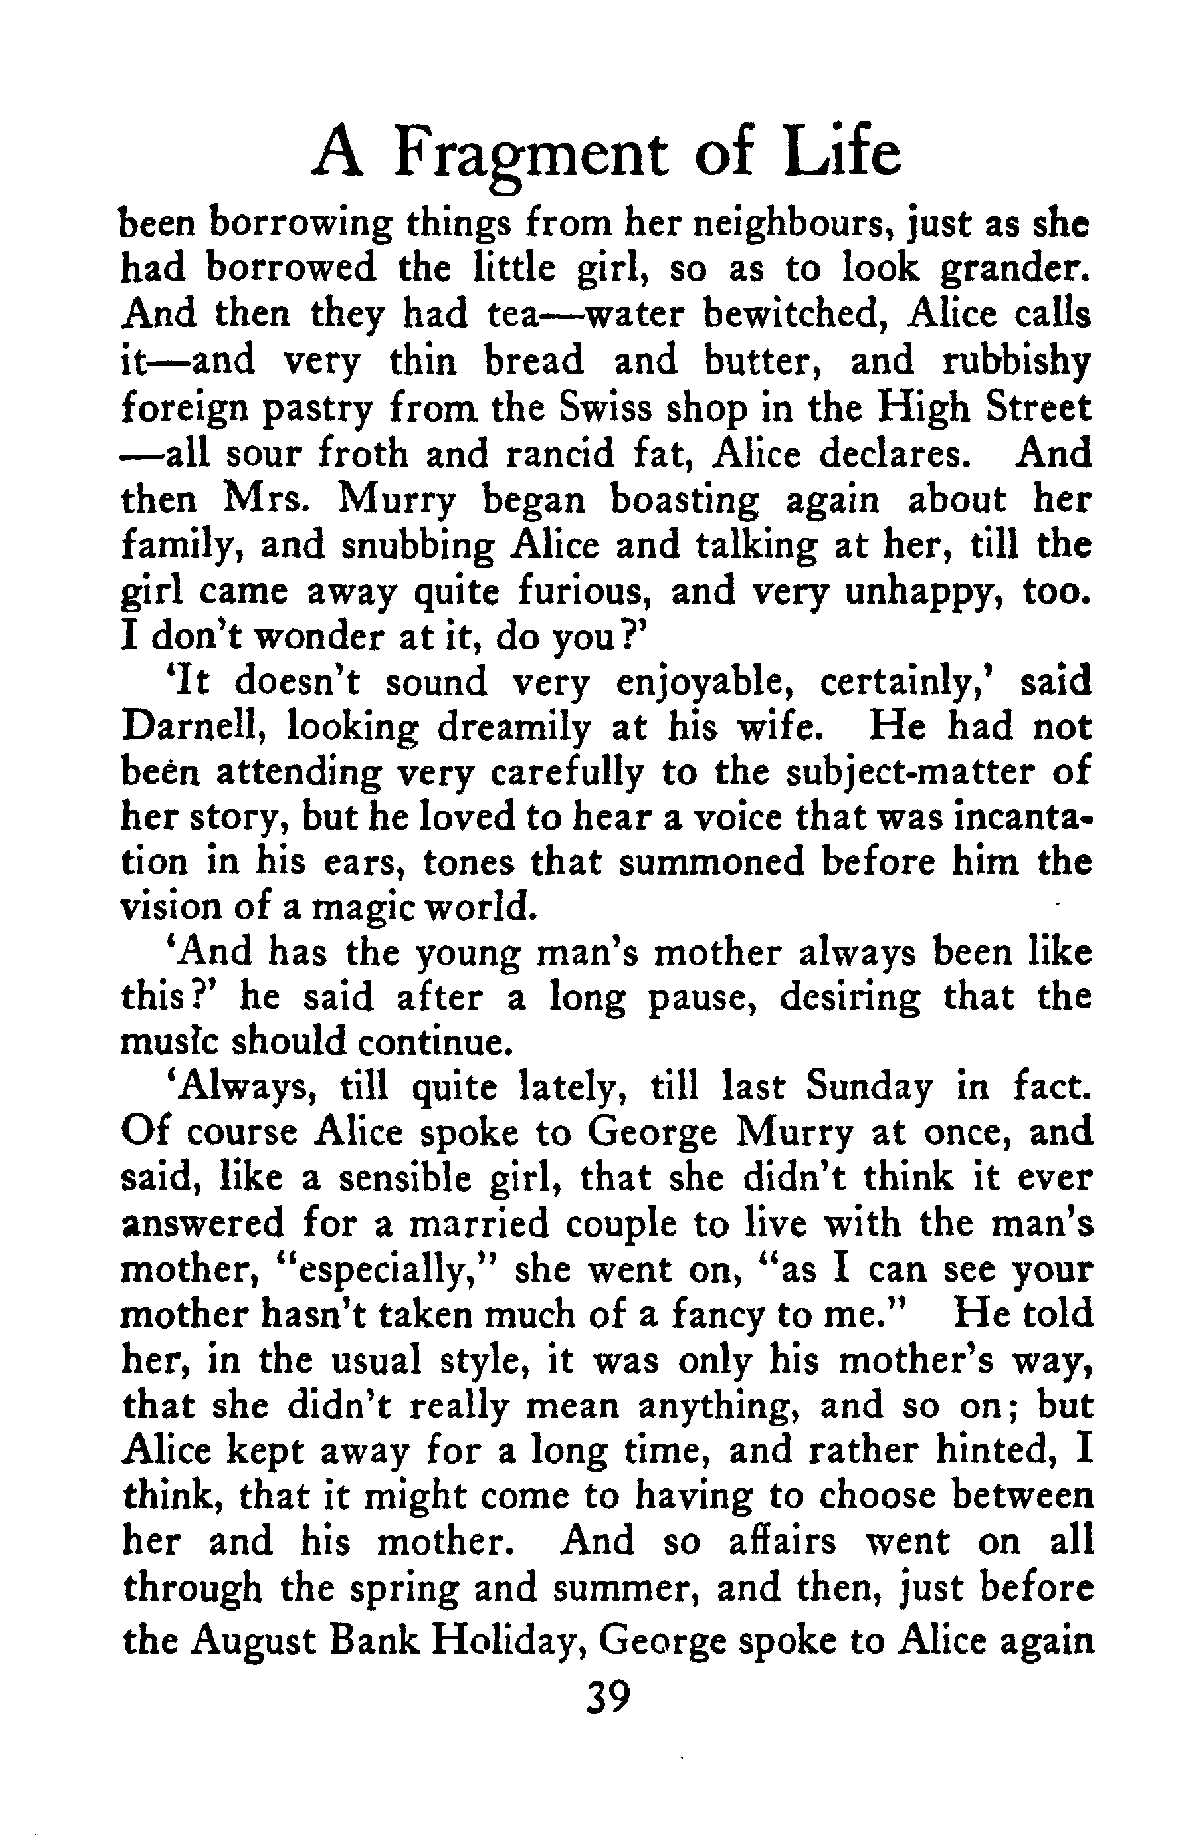 A Fragment of Life
been borrowing things from her neighbours, just as she
had borrowed the little girl, so as to look grander.
And then they had tea—water bewitched, Alice calls
it—and very thin bread and butter, and rubbishy
foreign pastry from the Swiss shop in the High Street
—all sour froth and rancid fat, Alice declares. And
then Mrs. Murry began boasting again about her
family, and snubbing Alice and talking at her, till the
girl came away quite furious, and very unhappy, too.
I don't wonder at it, do you?'
'It doesn't sound very enjoyable, certainly,' said
Darnell, looking dreamily at his wife. He had not
been attending very carefully to the subject-matter of
her story, but he loved to hear a voice that was incanta-
tion in his ears, tones that summoned before him the
vision of a magic world.
'And has the young man's mother always been like
this?' he said after a long pause, desiring that the
music should continue.
'Always, till quite lately, till last Sunday in fact.
Of course Alice spoke to George Murry at once, and
said, like a sensible girl, that she didn't think it ever
answered for a married couple to live with the man's
mother, "especially," she went on, "as I can see your
mother hasn't taken much of a fancy to me." He told
her, in the usual style, it was only his mother's way,
that she didn't really mean anything, and so on; but
Alice kept away for a long time, and rather hinted, I
think, that it might come to having to choose between
her and his mother. And so affairs went on all
through the spring and summer, and then, just before
the August Bank Holiday, George spoke to Alice again
39